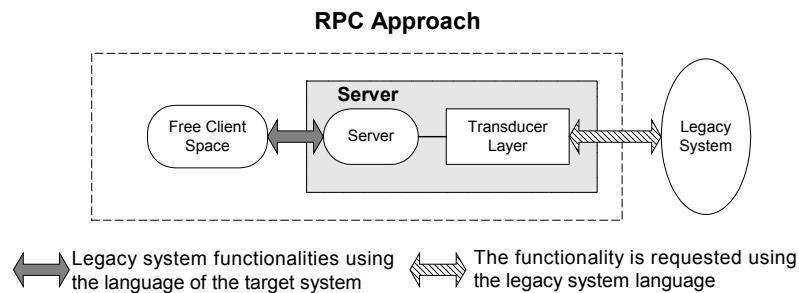 RPC Approach
Server
Free Client
Space
Server
Transducer
Layer
Legacy
System
Legacy system functionalities using
the language of the target system
The functionality is requested using
the legacy system language